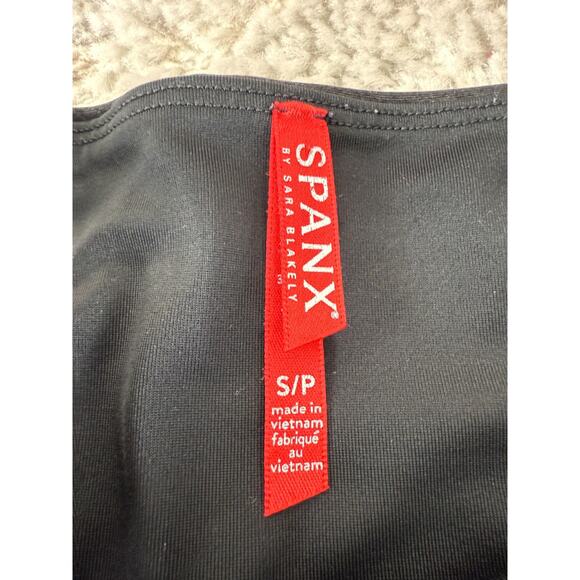 SPANX®
BY SARA BLAKELY
S/P
made in
vietnam
fabriqué
au
vietnam